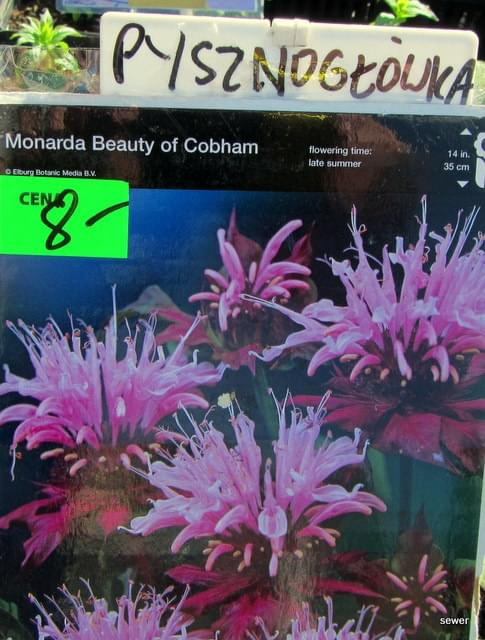 PYSZNOGŁÓWKA
Monarda Beauty of Cobham
© Elburg Botanic Media B.V.
flowering time:
late summer
14 in.
35 cm
CENA
8-
sewer